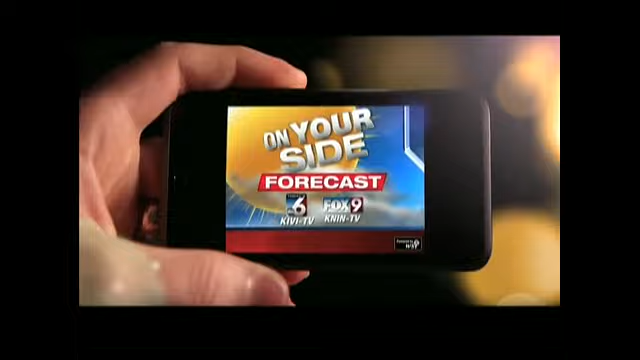 ON YOUR
SIDE
FORECAST
6 FOX 9
KIVI-TV KNIN-TV